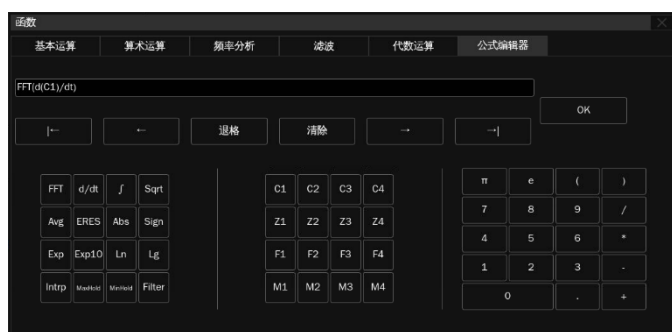 函数
基本运算 算术运算 频率分析 滤波 代数运算 公式编辑器
FFT(d(C1)/dt)
OK
|← ← 退格 清除 → →|
FFT d/dt ∫ Sqrt C1 C2 C3 C4 π e ( )
Avg ERES Abs Sign Z1 Z2 Z3 Z4 7 8 9 /
Exp Exp10 Ln Lg F1 F2 F3 F4 4 5 6 *
Intrp MaxHold MinHold Filter M1 M2 M3 M4 1 2 3 -
0 . +